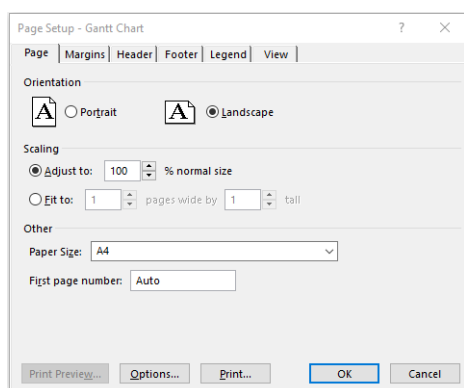 Page Setup - Gantt Chart ? ×
Page Margins Header Footer Legend View
Orientation
A Portrait A Landscape
Scaling
Adjust to: 100 % normal size
Fit to: 1 pages wide by 1 tall
Other
Paper Size: A4
First page number: Auto
Print Preview... Options... Print... OK Cancel